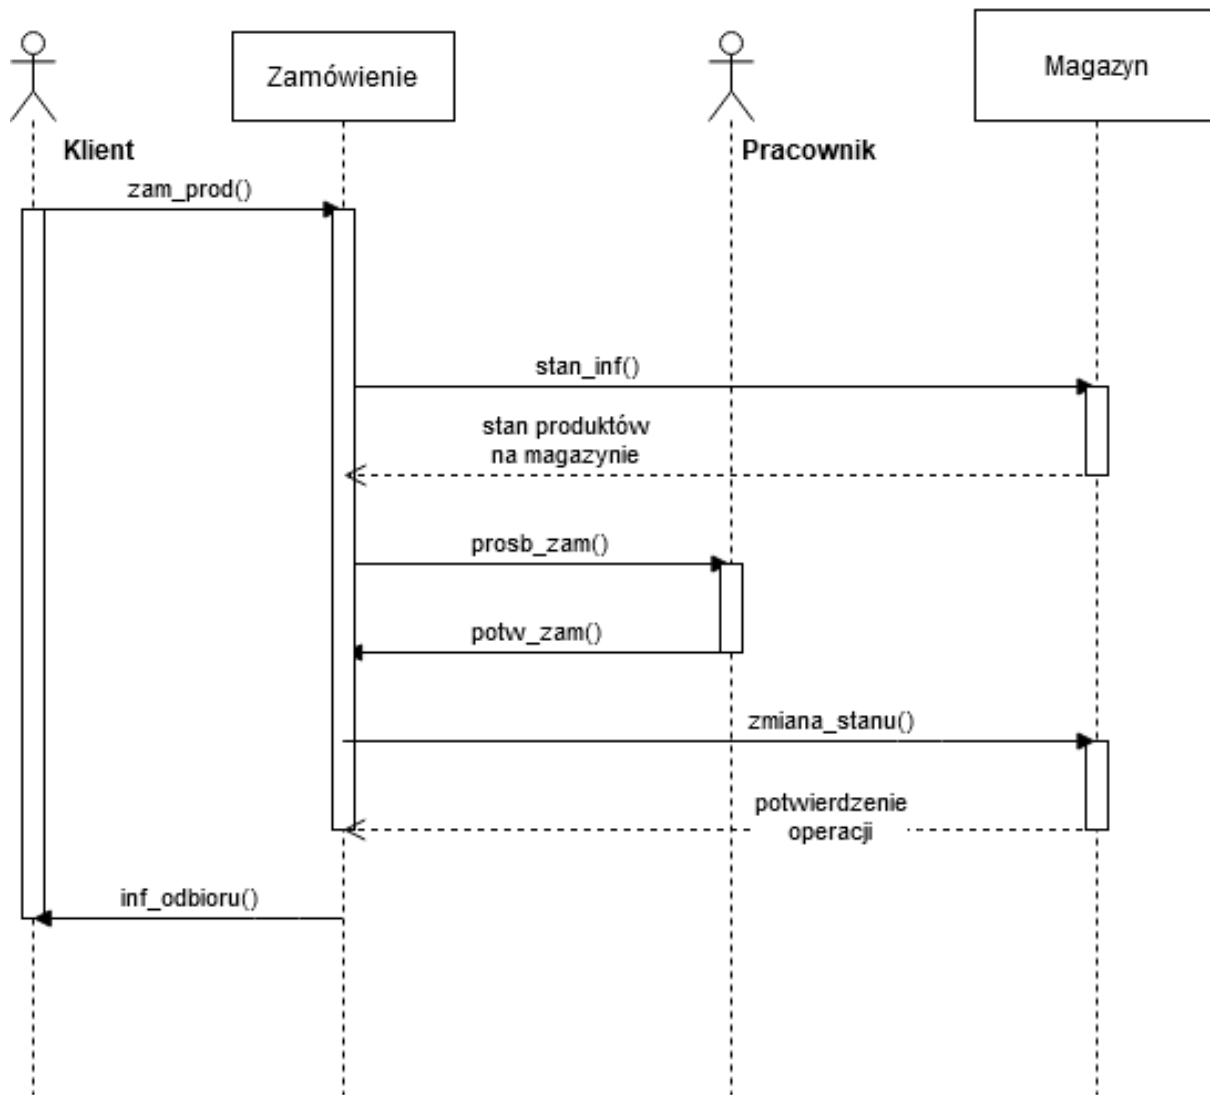 Zamówienie
Magazyn
Klient
Pracownik
zam_prod()
stan_inf()
stan produktów
na magazynie
prosb_zam()
potw_zam()
zmiana_stanu()
potwierdzenie
operacji
inf_odbioru()